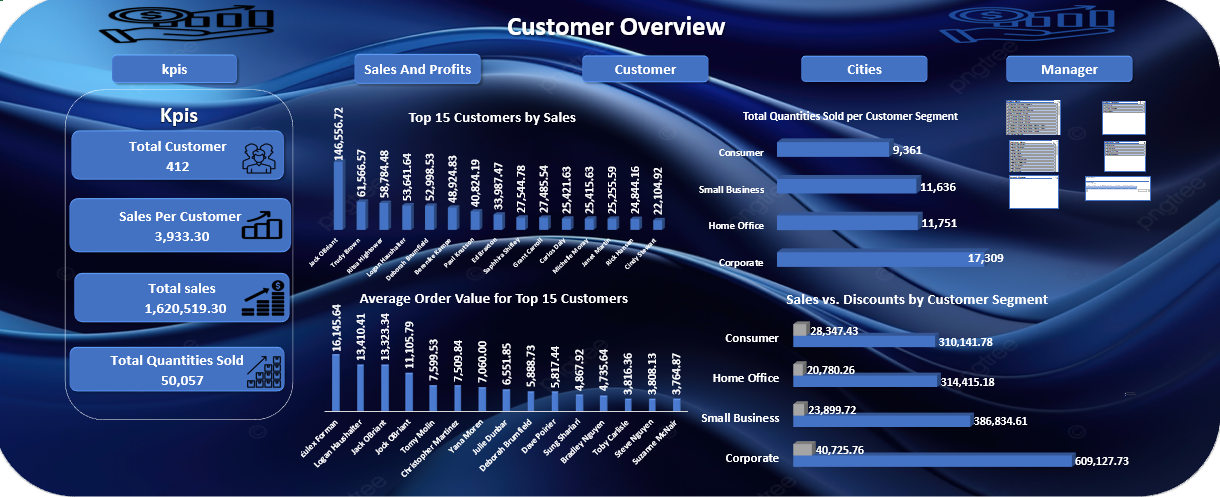 Customer Overview
kpis
Sales And Profits
Customer
Cities
Manager
Kpis
Total Customer
412
Sales Per Customer
3,933.30
Total sales
1,620,519.30
Total Quantities Sold
50,057
Top 15 Customers by Sales
146,556.72
61,566.57
58,784.48
53,641.64
52,998.53
48,924.83
40,824.19
33,987.47
27,544.78
27,485.54
25,421.63
25,415.63
25,255.59
24,844.16
22,104.92
Jack OBriant
Trudy Brown
Ritsa Hightower
Logan Haushalter
Deborah Brumfield
Paul Knutson
Ed Braxton
Saphhira Shifley
Grant Carroll
Carlos Daly
Michelle Moray
Janet Martin
Rick Hansen
Cindy Stewart
Average Order Value for Top 15 Customers
16,145.64
13,410.41
13,323.34
11,105.79
7,599.53
7,509.84
7,060.00
6,551.85
5,888.73
5,817.44
4,867.92
4,735.64
3,816.36
3,808.13
3,764.87
Eulex Forman
Logan Haushalter
Jack OBriant
Jock OBriant
Tomy Molin
Christopher Martinez
Yana Moren
Julie Dunbar
Deborah Brumfield
Dave Poirier
Sung Shariari
Bradley Nguyen
Toby Carlisle
Steve Nguyen
Suzanne McNair
Total Quantities Sold per Customer Segment
Consumer
9,361
Small Business
11,636
Home Office
11,751
Corporate
17,309
Sales vs. Discounts by Customer Segment
Consumer
28,347.43
310,141.78
Home Office
20,780.26
314,415.18
Small Business
23,899.72
386,834.61
Corporate
40,725.76
609,127.73
pngtree